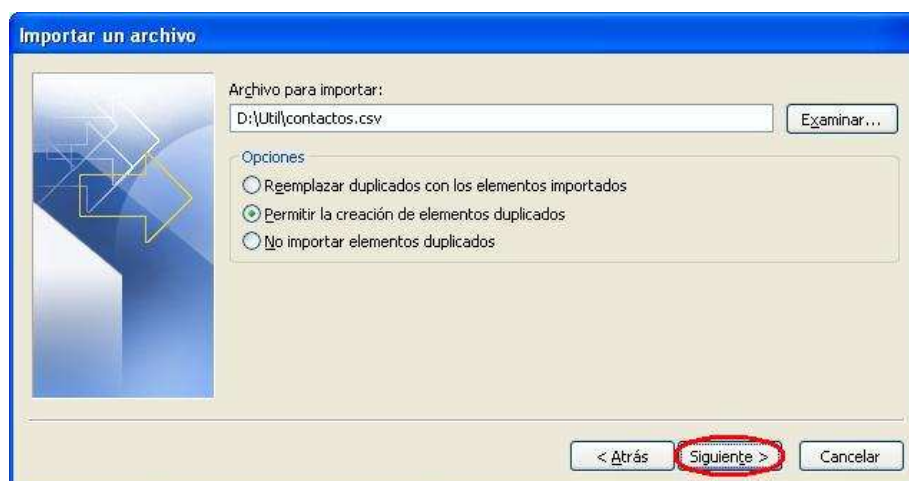 Importar un archivo
Archivo para importar:
D:\Util\contactos.csv
Examinar...
Opciones
Reemplazar duplicados con los elementos importados
Permitir la creación de elementos duplicados
No importar elementos duplicados
< Atrás
Siguiente >
Cancelar